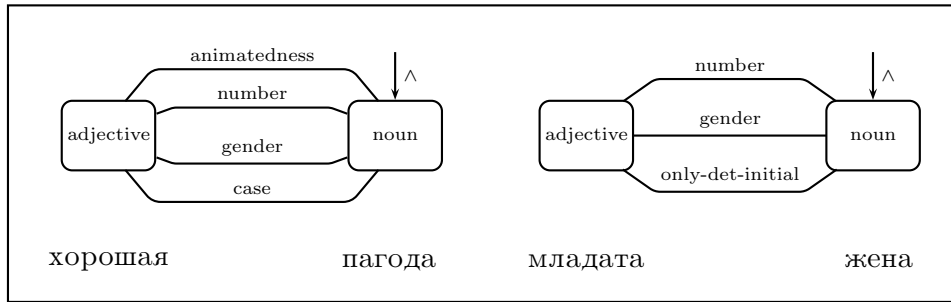 animatedness
number
^
number
^
adjective
noun
gender
adjective
gender
noun
case
only-det-initial
хорошая
пагода
младата
жена